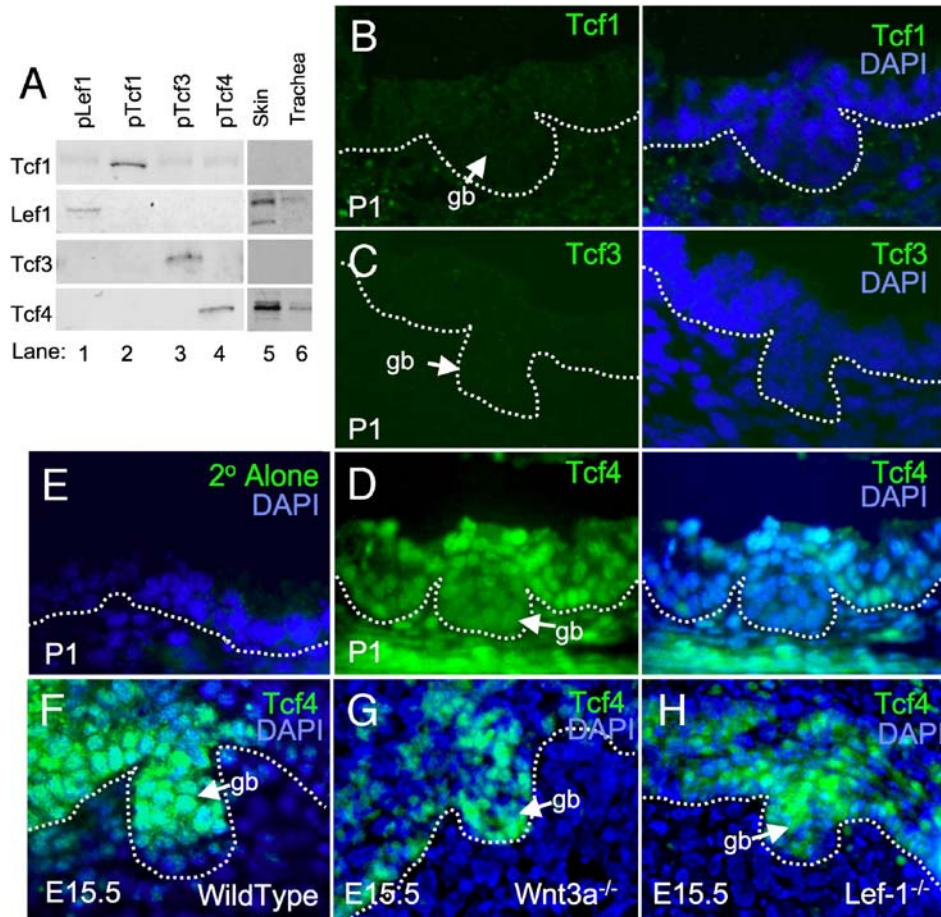 A
pLef1
pTcf1
pTcf3
pTcf4
Skin
Trachea
Tcf1
Lef1
Tcf3
Tcf4
Lane: 1 2 3 4 5 6
B
Tcf1
gb
P1
Tcf1
DAPI
C
Tcf3
gb
P1
Tcf3
DAPI
E
2º Alone
DAPI
P1
D
Tcf4
gb
P1
Tcf4
DAPI
F
Tcf4
DAPI
gb
E15.5
WildType
G
Tcf4
DAPI
gb
E15.5
Wnt3a-/-
H
Tcf4
DAPI
gb
E15.5
Lef-1-/-